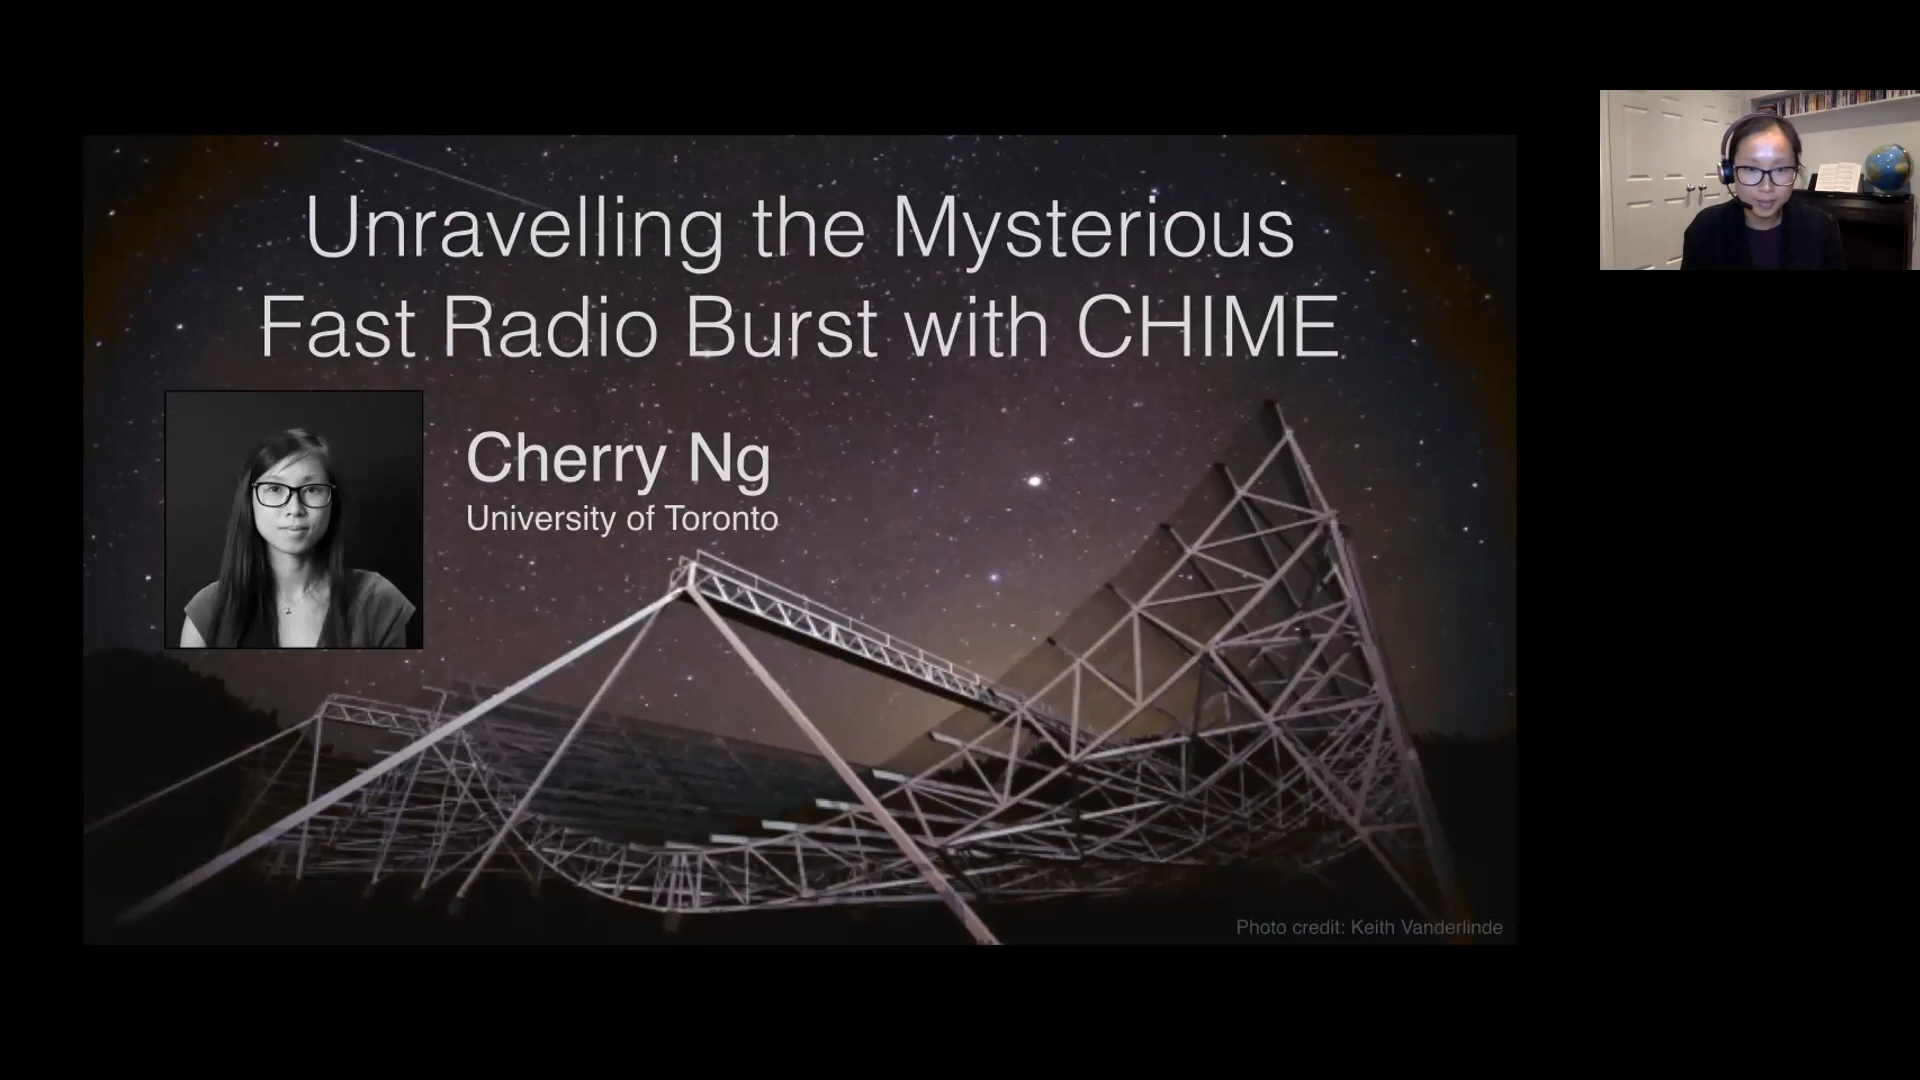 Unravelling the Mysterious
Fast Radio Burst with CHIME
Cherry Ng
University of Toronto
Photo credit: Keith Vanderlinde